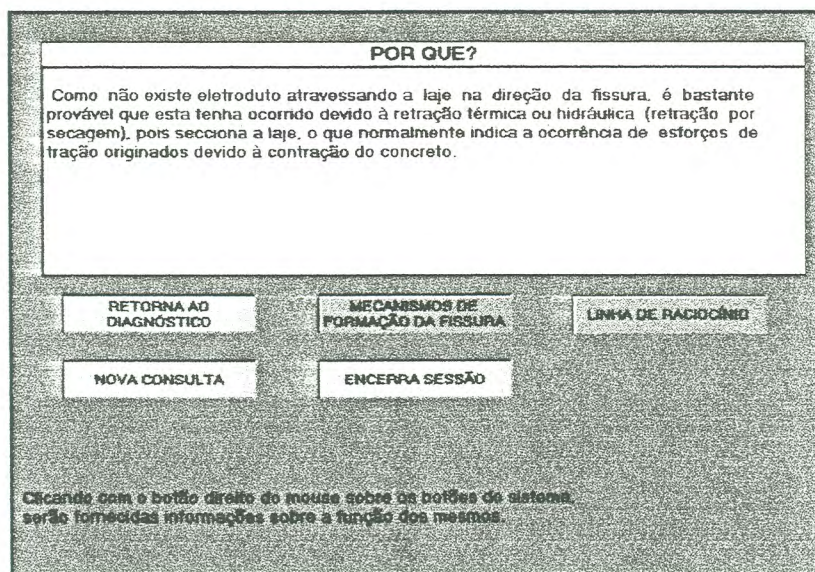 POR QUE?
Como não existe eletroduto atravessando a laje na direção da fissura, é bastante
provável que esta tenha ocorrido devido à retração térmica ou hidráulica (retração por
secagem), pois secciona a laje, o que normalmente indica a ocorrência de esforços de
tração originados devido à contração do concreto.
RETORNA AO
DIAGNÓSTICO
MECANISMOS DE
FORMAÇÃO DA FISSURA
LINHA DE RACIOCÍNIO
NOVA CONSULTA
ENCERRA SESSÃO
Clicando com o botão direito do mouse sobre os botões do sistema,
serão fornecidas informações sobre a função dos mesmos.